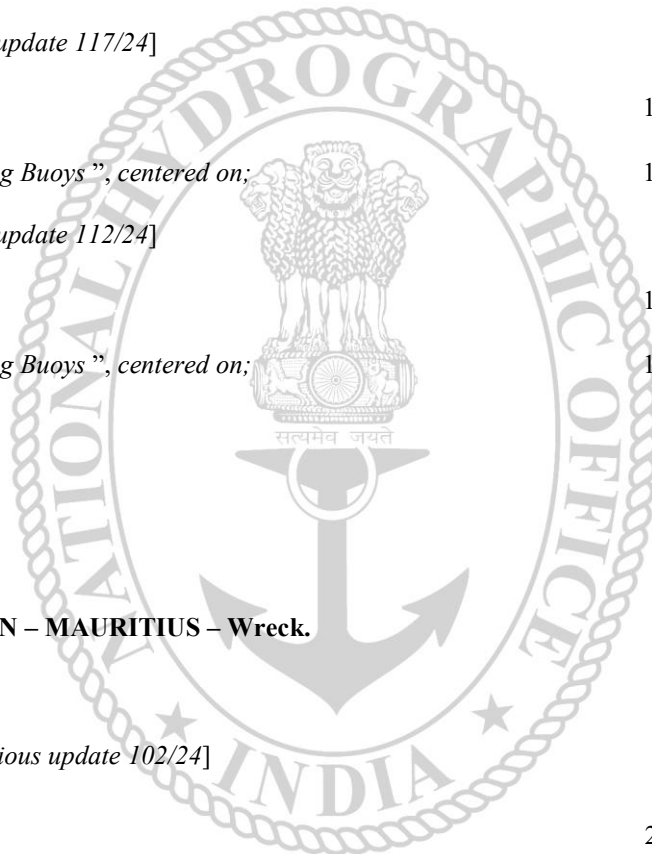 update 117/24]
1
g Buoys ”, centered on; 1
update 112/24]
1
g Buoys ”, centered on; 1
N – MAURITIUS – Wreck.
ious update 102/24]
2
NATIONAL HYDROGRAPHIC OFFICE
सत्यमेव जयते
INDIA